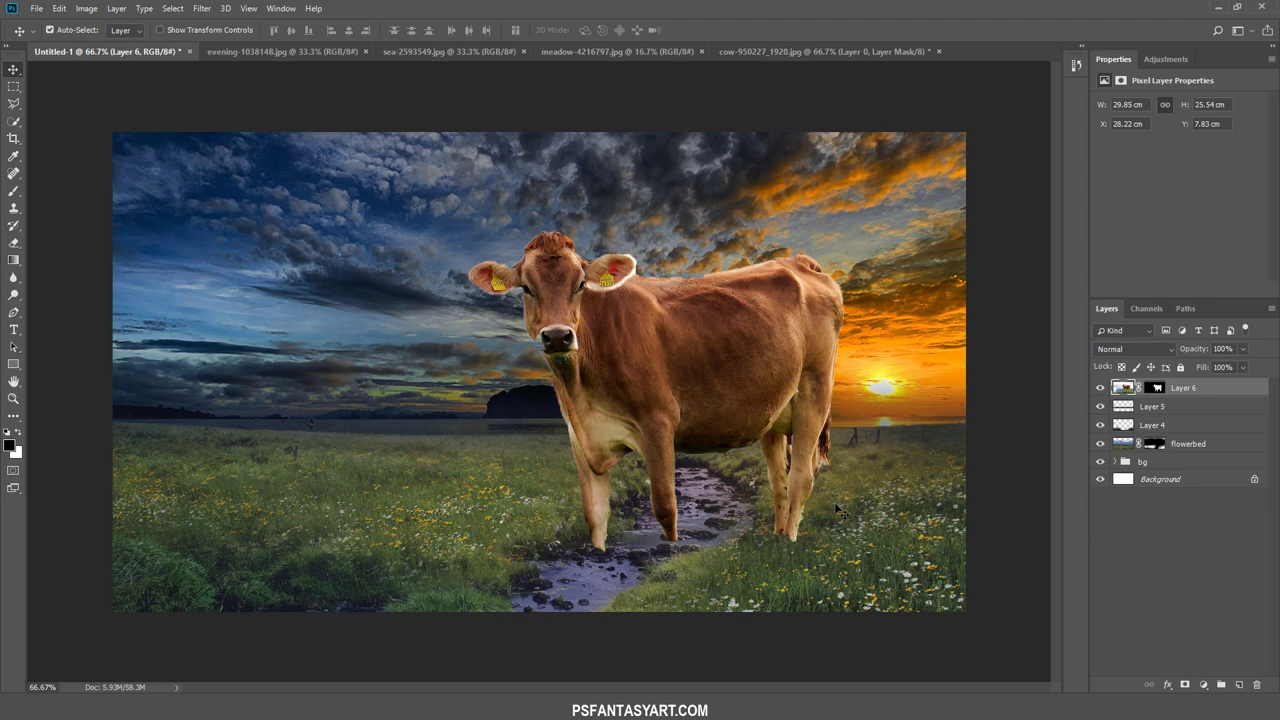 Ps File Edit Image Layer Type Select Filter 3D View Window Help
Auto-Select: Layer Show Transform Controls 3D Mode:
Untitled-1 @ 66.7% (Layer 6, RGB/8#) * × evening-1038148.jpg @ 33.3% (RGB/8#) × sea-2593549.jpg @ 33.3% (RGB/8#) × meadow-4216797.jpg @ 16.7% (RGB/8#) × cow-950227_1920.jpg @ 66.7% (Layer 0, Layer Mask/8) * ×
Properties Adjustments
Pixel Layer Properties
W: 29.85 cm H: 25.54 cm
X: 28.22 cm Y: 7.83 cm
Layers Channels Paths
Kind
Normal Opacity: 100%
Lock: Fill: 100%
Layer 6
Layer 5
Layer 4
flowerbed
bg
Background
66.67% Doc: 5.93M/58.3M
PSFANTASYART.COM